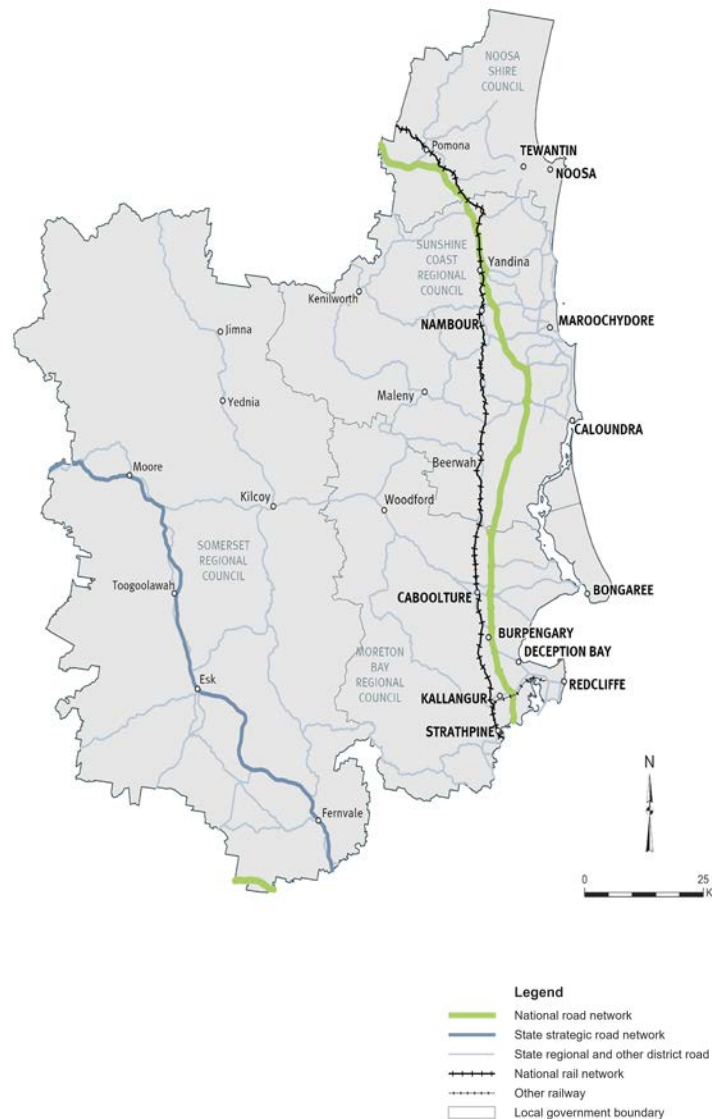 NOOSA
SHIRE
COUNCIL
Pomona
TEWANTIN
NOOSA
SUNSHINE
COAST
REGIONAL
COUNCIL
Yandina
Kenilworth
NAMBOUR
MAROOCHYDORE
Jimna
Maleny
Yednia
CALOUNDRA
Beerwah
Moore
Kilcoy
Woodford
SOMERSET
REGIONAL
COUNCIL
Toogoolawah
CABOOLTURE
BONGAREE
BURPENGARY
DECEPTION BAY
MORETON
BAY
REGIONAL
COUNCIL
Esk
KALLANGUR
REDCLIFFE
STRATHPINE
Fernvale
N
0 25
K
Legend
National road network
State strategic road network
State regional and other district road
National rail network
Other railway
Local government boundary